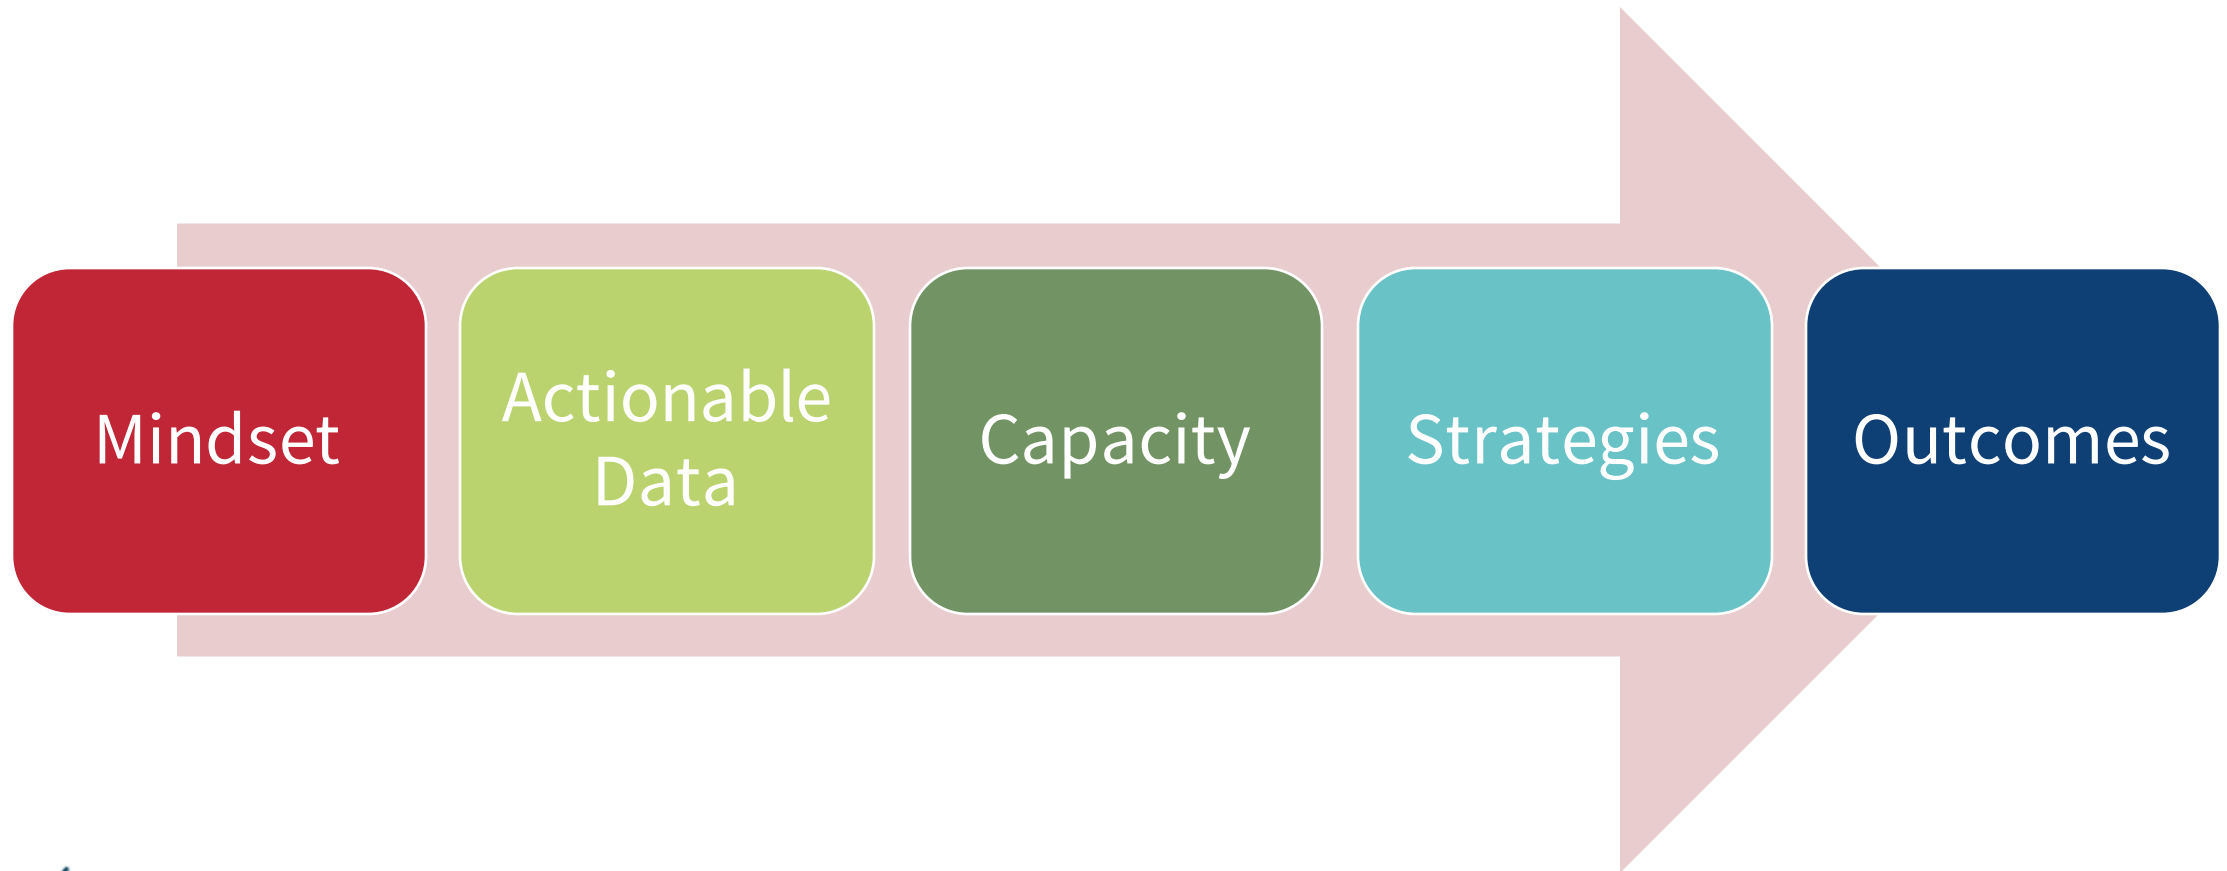 Mindset
Actionable
Data
Capacity
Strategies
Outcomes